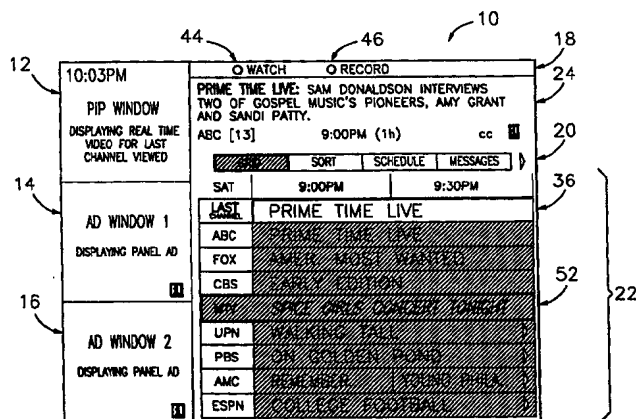 10
44
46
12
18
24
20
14
36
16
52
22
10:03PM
PIP WINDOW
DISPLAYING REAL TIME
VIDEO FOR LAST
CHANNEL VIEWED
AD WINDOW 1
DISPLAYING PANEL AD
AD WINDOW 2
DISPLAYING PANEL AD
WATCH RECORD
PRIME TIME LIVE: SAM DONALDSON INTERVIEWS
TWO OF GOSPEL MUSIC'S PIONEERS, AMY GRANT
AND SANDI PATTY.
ABC [13] 9:00PM (1h) CC
GRID SORT SCHEDULE MESSAGES
SAT 9:00PM 9:30PM
LAST CHANNEL PRIME TIME LIVE
ABC PRIME TIME LIVE
FOX AMER. MOST WANTED
CBS EARLY EDITION
SPICE GIRLS CONCERT TONIGHT
UPN WALKING TALL
PBS ON GOLDEN POND
AMC REMEMBER YOUNG PHILA.
ESPN COLLEGE FOOTBALL